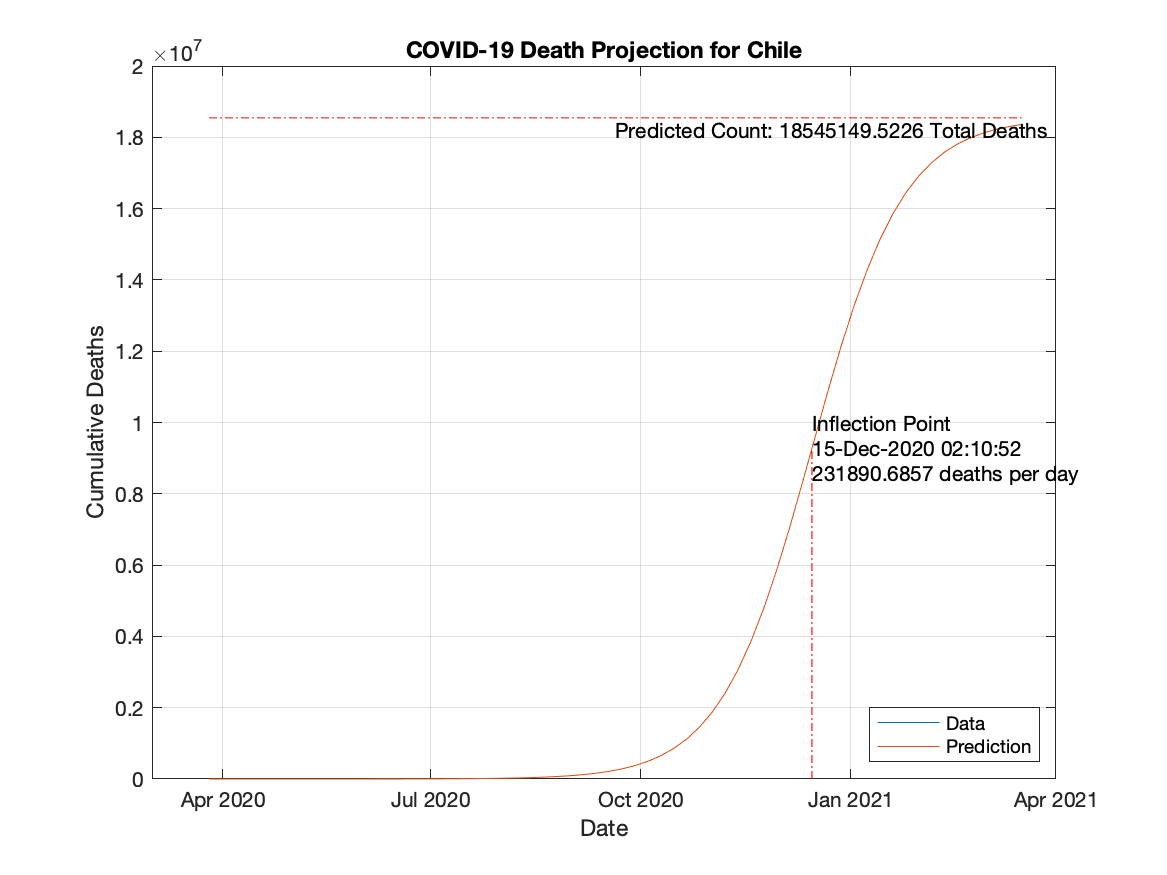 COVID-19 Death Projection for Chile
×10⁷
2
1.8
1.6
1.4
1.2
1
0.8
0.6
0.4
0.2
0
Cumulative Deaths
Predicted Count: 18545149.5226 Total Deaths
Inflection Point
15-Dec-2020 02:10:52
231890.6857 deaths per day
Data
Prediction
Apr 2020
Jul 2020
Oct 2020
Jan 2021
Apr 2021
Date